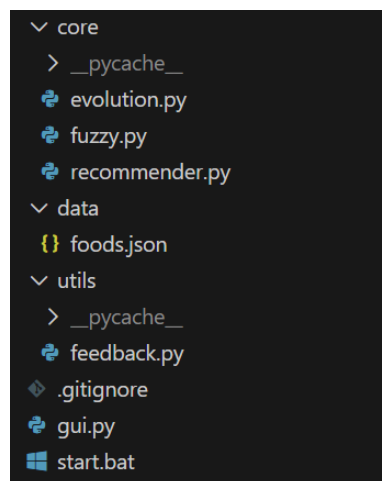 core
__pycache__
evolution.py
fuzzy.py
recommender.py
data
{} foods.json
utils
__pycache__
feedback.py
.gitignore
gui.py
start.bat